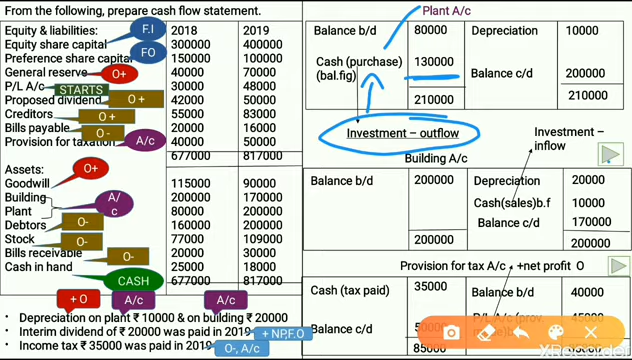 From the following, prepare cash flow statement.
Equity & liabilities: F.I 2018 2019
Equity share capital 300000 400000
Preference share capital FO 150000 100000
General reserve O+ 40000 70000
P/L A/c STARTS 30000 48000
Proposed dividend O + 42000 50000
Creditors O + 55000 83000
Bills payable O - 20000 16000
Provision for taxation A/c 40000 50000
677000 817000
Assets: O+
Goodwill 115000 90000
Building A/c 200000 170000
Plant 80000 200000
Debtors O- 160000 200000
Stock O- 77000 109000
Bills receivable O- 20000 30000
Cash in hand 25000 18000
CASH 677000 817000
+ O A/c A/c
• Depreciation on plant ₹ 10000 & on building ₹ 20000
• Interim dividend of ₹ 20000 was paid in 2019 + NP,F.O
• Income tax ₹ 35000 was paid in 2019 O-, A/c
Plant A/c
Balance b/d 80000 Depreciation 10000
Cash (purchase) 130000
(bal.fig) Balance c/d 200000
210000 210000
Investment – outflow
Investment – inflow
Building A/c
Balance b/d 200000 Depreciation 20000
Cash(sales)b.f 10000
Balance c/d 170000
200000 200000
Provision for tax A/c +net profit O
Cash (tax paid) 35000 Balance b/d 40000
P/L A/c (prov
Balance c/d
85000